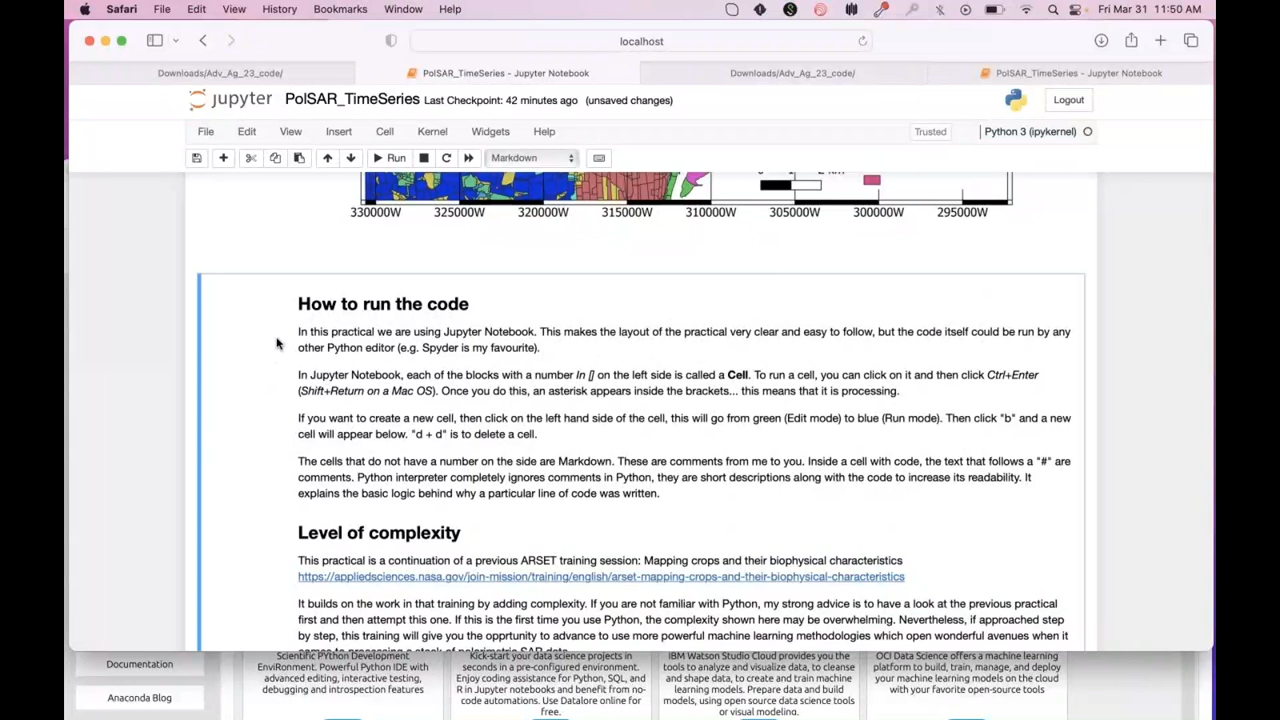 Safari File Edit View History Bookmarks Window Help Fri Mar 31 11:50 AM
localhost
Downloads/Adv_Ag_23_code/ PolSAR_TimeSeries - Jupyter Notebook Downloads/Adv_Ag_23_code/ PolSAR_TimeSeries - Jupyter Notebook
jupyter PolSAR_TimeSeries Last Checkpoint: 42 minutes ago (unsaved changes) Logout
File Edit View Insert Cell Kernel Widgets Help Trusted Python 3 (ipykernel)
Run Markdown
330000W 325000W 320000W 315000W 310000W 305000W 300000W 295000W
How to run the code
In this practical we are using Jupyter Notebook. This makes the layout of the practical very clear and easy to follow, but the code itself could be run by any
other Python editor (e.g. Spyder is my favourite).
In Jupyter Notebook, each of the blocks with a number In [] on the left side is called a Cell. To run a cell, you can click on it and then click Ctrl+Enter
(Shift+Return on a Mac OS). Once you do this, an asterisk appears inside the brackets... this means that it is processing.
If you want to create a new cell, then click on the left hand side of the cell, this will go from green (Edit mode) to blue (Run mode). Then click "b" and a new
cell will appear below. "d + d" is to delete a cell.
The cells that do not have a number on the side are Markdown. These are comments from me to you. Inside a cell with code, the text that follows a "#" are
comments. Python interpreter completely ignores comments in Python, they are short descriptions along with the code to increase its readability. It
explains the basic logic behind why a particular line of code was written.
Level of complexity
This practical is a continuation of a previous ARSET training session: Mapping crops and their biophysical characteristics
https://appliedsciences.nasa.gov/join-mission/training/english/arset-mapping-crops-and-their-biophysical-characteristics
It builds on the work in that training by adding complexity. If you are not familiar with Python, my strong advice is to have a look at the previous practical
first and then attempt this one. If this is the first time you use Python, the complexity shown here may be overwhelming. Nevertheless, if approached step
by step, this training will give you the opprtunity to advance to use more powerful machine learning methodologies which open wonderful avenues when it
Documentation
Anaconda Blog
Scientific Python Development
EnviRonment. Powerful Python IDE with
advanced editing, interactive testing,
debugging and introspection features
Kick-start your data science projects in
seconds in a pre-configured environment.
Enjoy coding assistance for Python, SQL, and
R in Jupyter notebooks and benefit from no-
code automations. Use Datalore online for
free.
IBM Watson Studio Cloud provides you the
tools to analyze and visualize data, to cleanse
and shape data, to create and train machine
learning models. Prepare data and build
models, using open source data science tools
or visual modeling.
OCI Data Science offers a machine learning
platform to build, train, manage, and deploy
your machine learning models on the cloud
with your favorite open-source tools